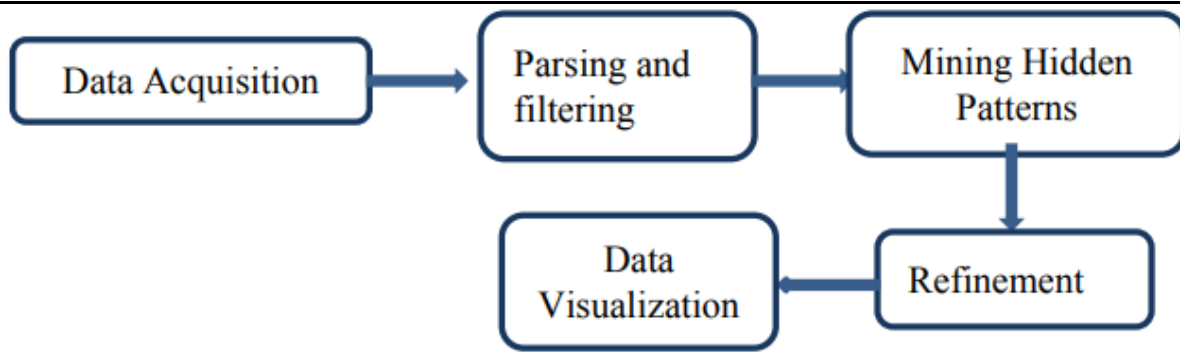 Data Acquisition
Parsing and
filtering
Mining Hidden
Patterns
Refinement
Data
Visualization